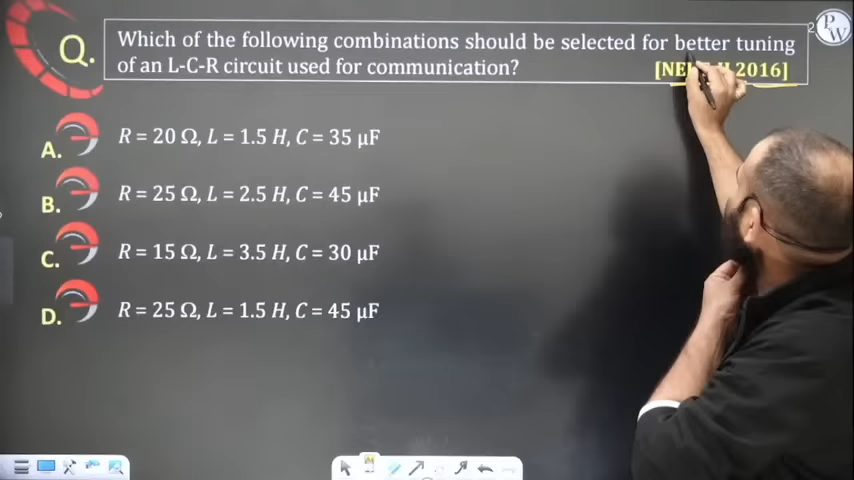 Q.
Which of the following combinations should be selected for better tuning
of an L-C-R circuit used for communication?
2016]
A. R = 20 Ω, L = 1.5 H, C = 35 μF
B. R = 25 Ω, L = 2.5 H, C = 45 μF
C. R = 15 Ω, L = 3.5 H, C = 30 μF
D. R = 25 Ω, L = 1.5 H, C = 45 μF
P
W